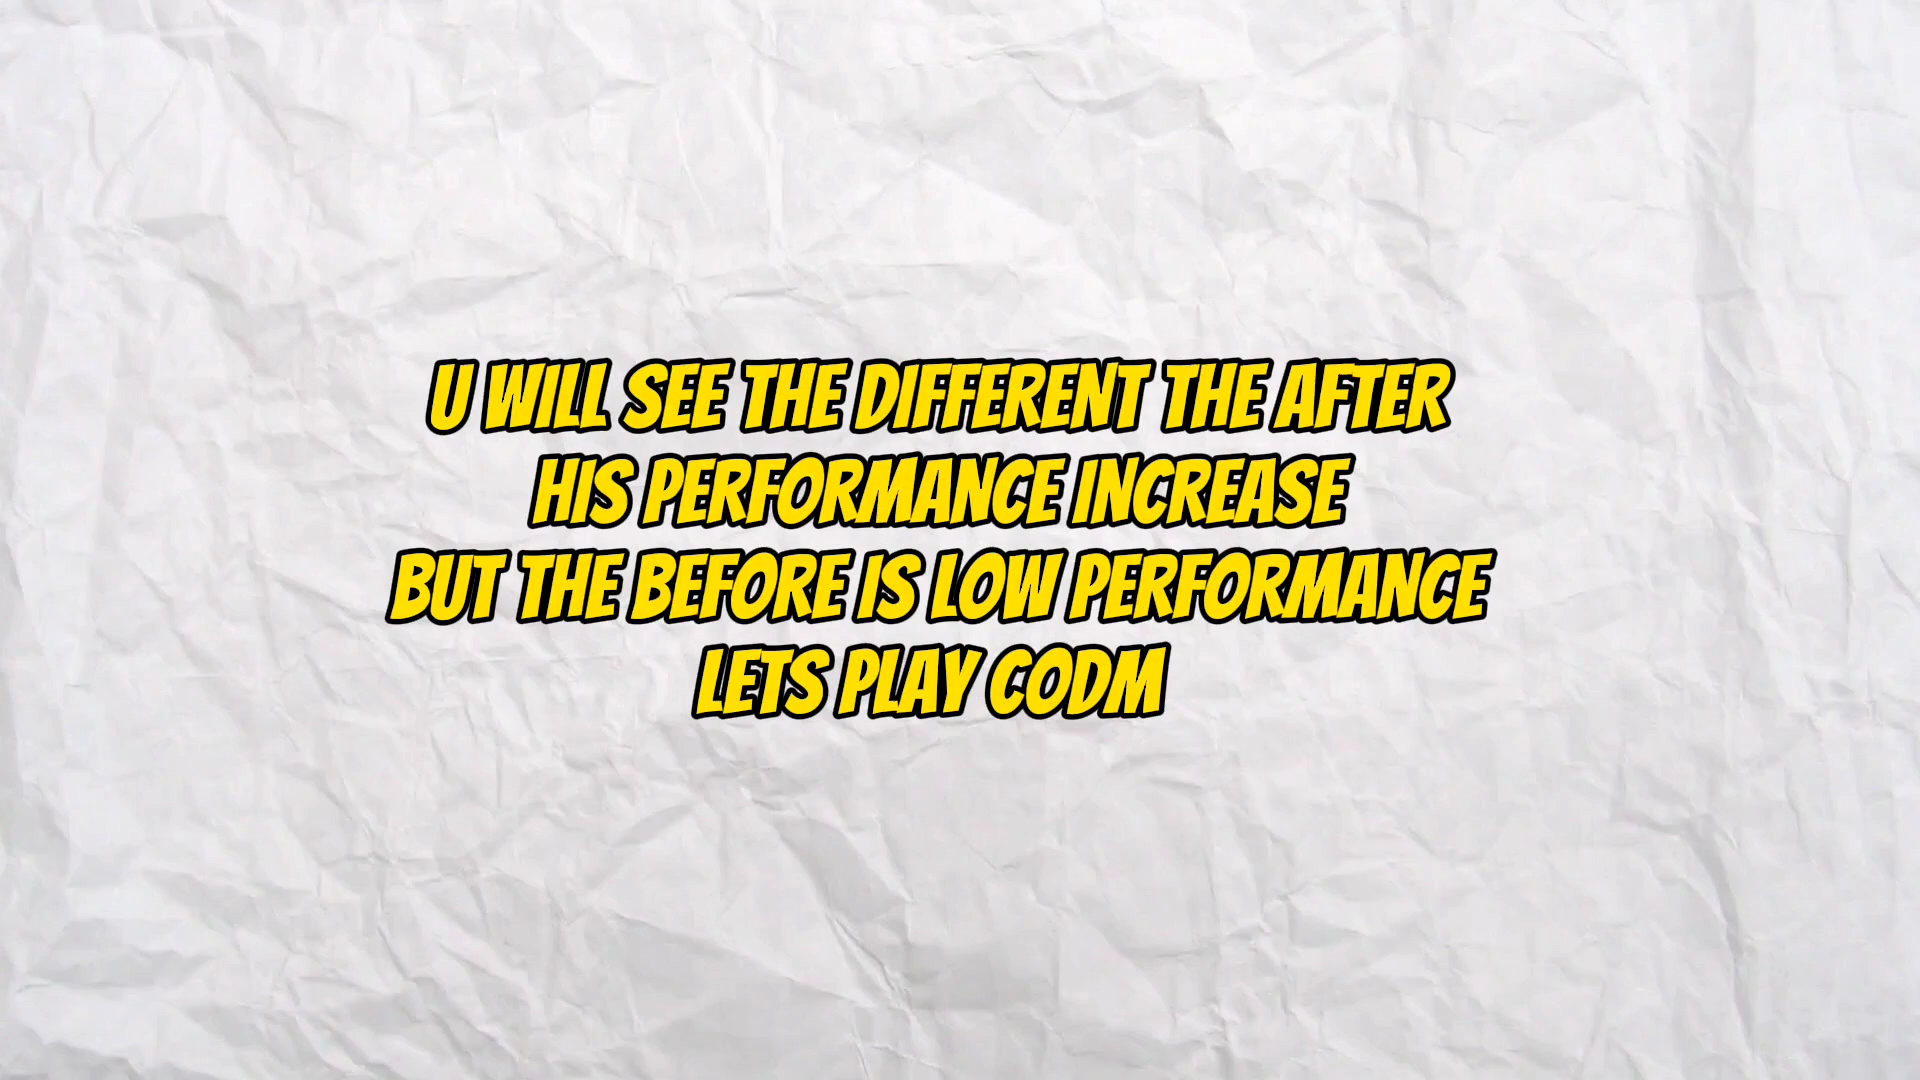 U WILL SEE THE DIFFERENT THE AFTER
HIS PERFORMANCE INCREASE
BUT THE BEFORE IS LOW PERFORMANCE
LETS PLAY CODM